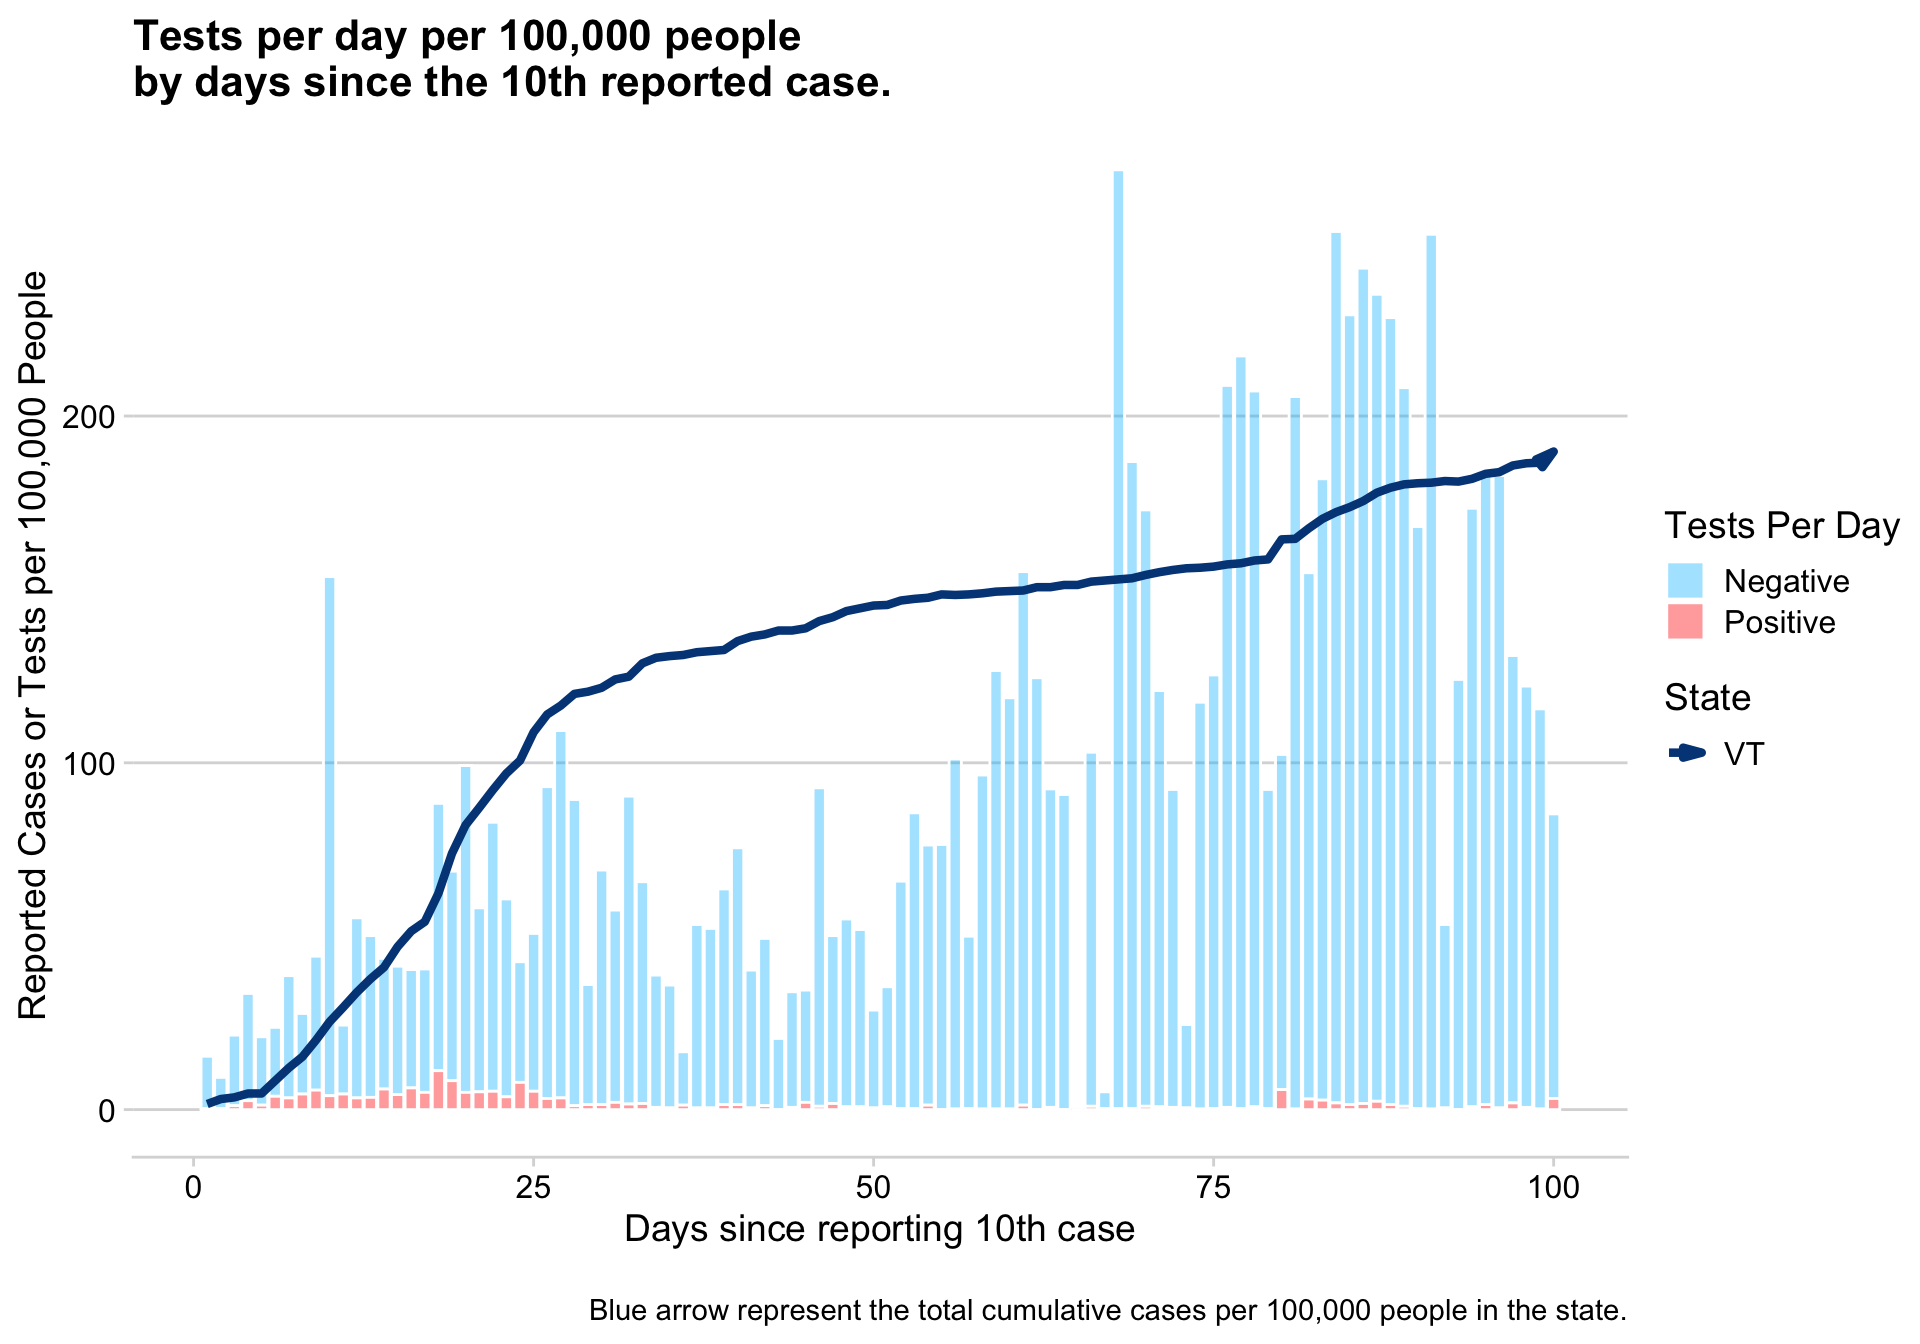 Tests per day per 100,000 people
by days since the 10th reported case.
Reported Cases or Tests per 100,000 People
200
100
0
0
25
50
75
100
Days since reporting 10th case
Tests Per Day
Negative
Positive
State
VT
Blue arrow represent the total cumulative cases per 100,000 people in the state.